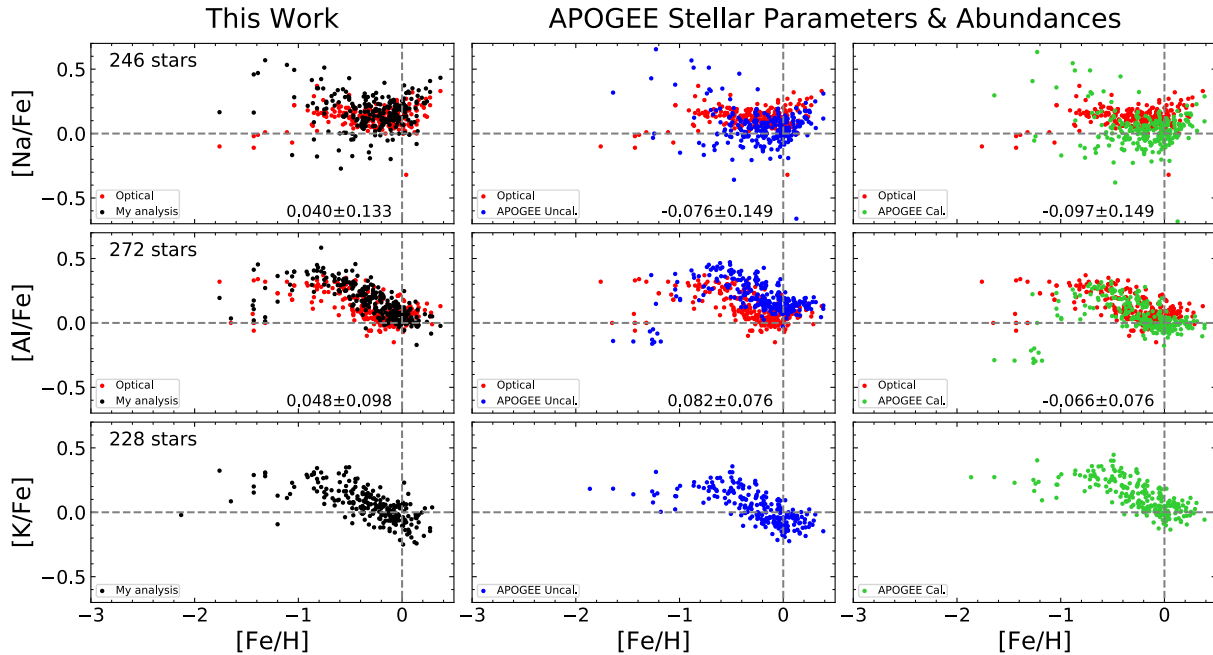 This Work
APOGEE Stellar Parameters & Abundances
[Na/Fe]
0.5
0.0
−0.5
246 stars
Optical
My analysis
0.040±0.133
Optical
APOGEE Uncal.
-0.076±0.149
Optical
APOGEE Cal.
-0.097±0.149
[Al/Fe]
0.5
0.0
−0.5
272 stars
Optical
My analysis
0.048±0.098
Optical
APOGEE Uncal.
0.082±0.076
Optical
APOGEE Cal.
-0.066±0.076
[K/Fe]
0.5
0.0
−0.5
228 stars
My analysis
APOGEE Uncal.
APOGEE Cal.
−3 −2 −1 0
−3 −2 −1 0
−3 −2 −1 0
[Fe/H]
[Fe/H]
[Fe/H]